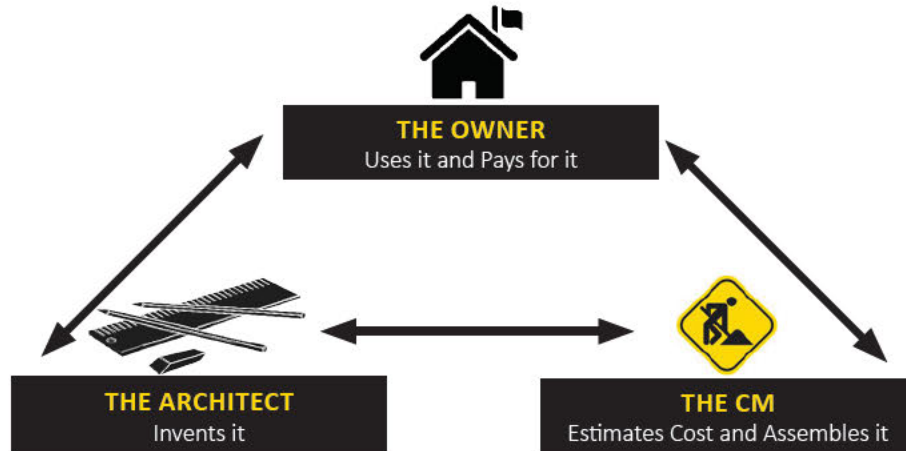 THE OWNER
Uses it and Pays for it
THE ARCHITECT
Invents it
THE CM
Estimates Cost and Assembles it